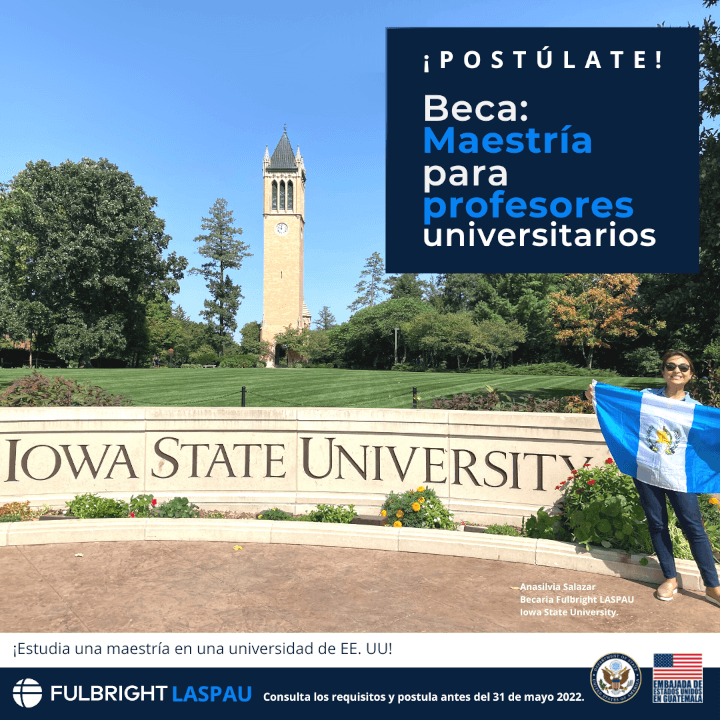 ¡POSTÚLATE!
Beca:
Maestría
para
profesores
universitarios
IOWA STATE UNIVERSITY
—Anasilvia Salazar
Becaria Fulbright LASPAU
Iowa State University.
¡Estudia una maestría en una universidad de EE. UU!
FULBRIGHT LASPAU
Consulta los requisitos y postula antes del 31 de mayo 2022.
EMBAJADA DE
ESTADOS UNIDOS
EN GUATEMALA